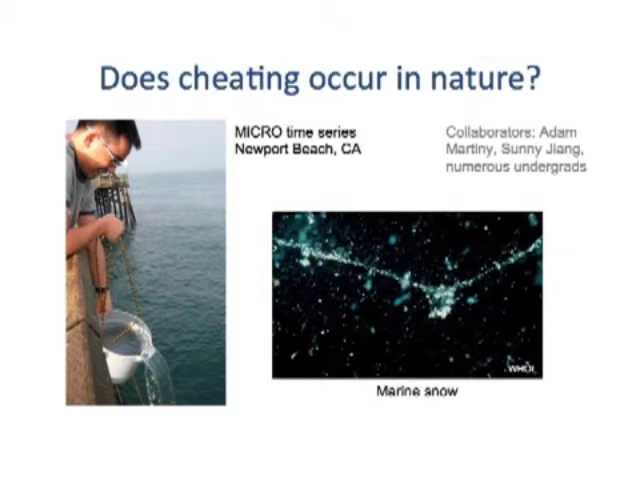 Does cheating occur in nature?
MICRO time series
Newport Beach, CA
Collaborators: Adam
Martiny, Sunny Jiang,
numerous undergrads
WHOI
Marine snow